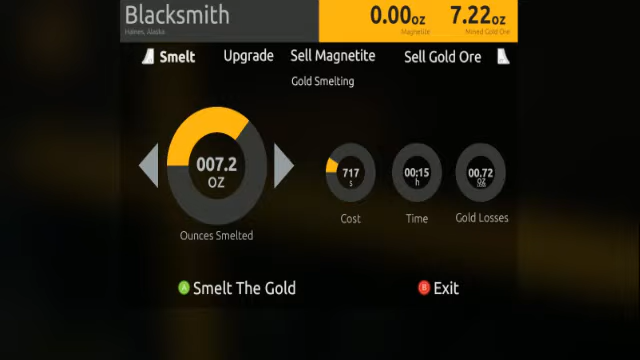 Blacksmith
Haines, Alaska
0.00oz 7.22oz
Magnetite Mined Gold Ore
Smelt Upgrade Sell Magnetite Sell Gold Ore
Gold Smelting
007.2
OZ
717
$
00:15
h
00.72
OZ
Cost Time Gold Losses
Ounces Smelted
A Smelt The Gold B Exit